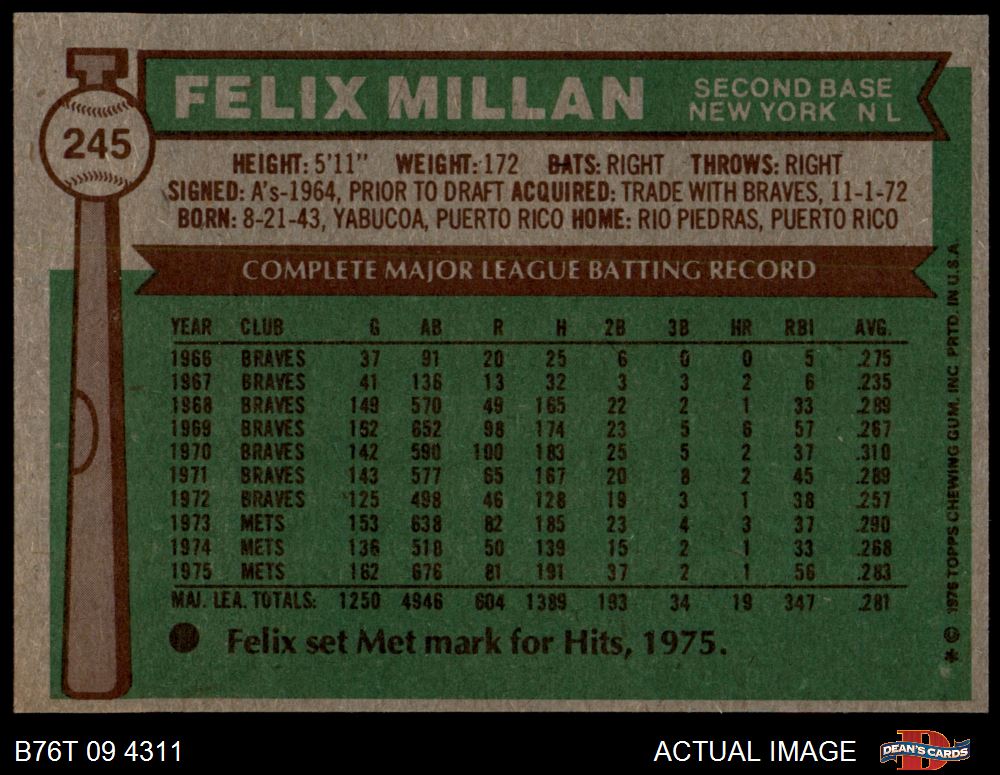 245
FELIX MILLAN
SECOND BASE
NEW YORK N L
HEIGHT: 5'11" WEIGHT: 172 BATS: RIGHT THROWS: RIGHT
SIGNED: A's-1964, PRIOR TO DRAFT ACQUIRED: TRADE WITH BRAVES, 11-1-72
BORN: 8-21-43, YABUCOA, PUERTO RICO HOME: RIO PIEDRAS, PUERTO RICO
COMPLETE MAJOR LEAGUE BATTING RECORD
YEAR CLUB G AB R H 2B 3B HR RBI AVG.
1966 BRAVES 37 91 20 25 6 0 0 5 .275
1967 BRAVES 41 136 13 32 3 3 2 6 .235
1968 BRAVES 149 570 49 165 22 2 1 33 .289
1969 BRAVES 162 652 98 174 23 5 6 57 .267
1970 BRAVES 142 590 100 183 25 5 2 37 .310
1971 BRAVES 143 577 65 167 20 8 2 45 .289
1972 BRAVES 125 498 46 128 19 3 1 38 .257
1973 METS 153 638 82 185 23 4 3 37 .290
1974 METS 136 518 50 139 15 2 1 33 .268
1975 METS 162 676 81 191 37 2 1 56 .283
MAJ. LEA. TOTALS: 1250 4946 604 1389 193 34 19 347 .281
Felix set Met mark for Hits, 1975.
* © 1976 TOPPS CHEWING GUM, INC. PRTD. IN U.S.A.
B76T 09 4311
ACTUAL IMAGE
D
DEAN'S CARDS